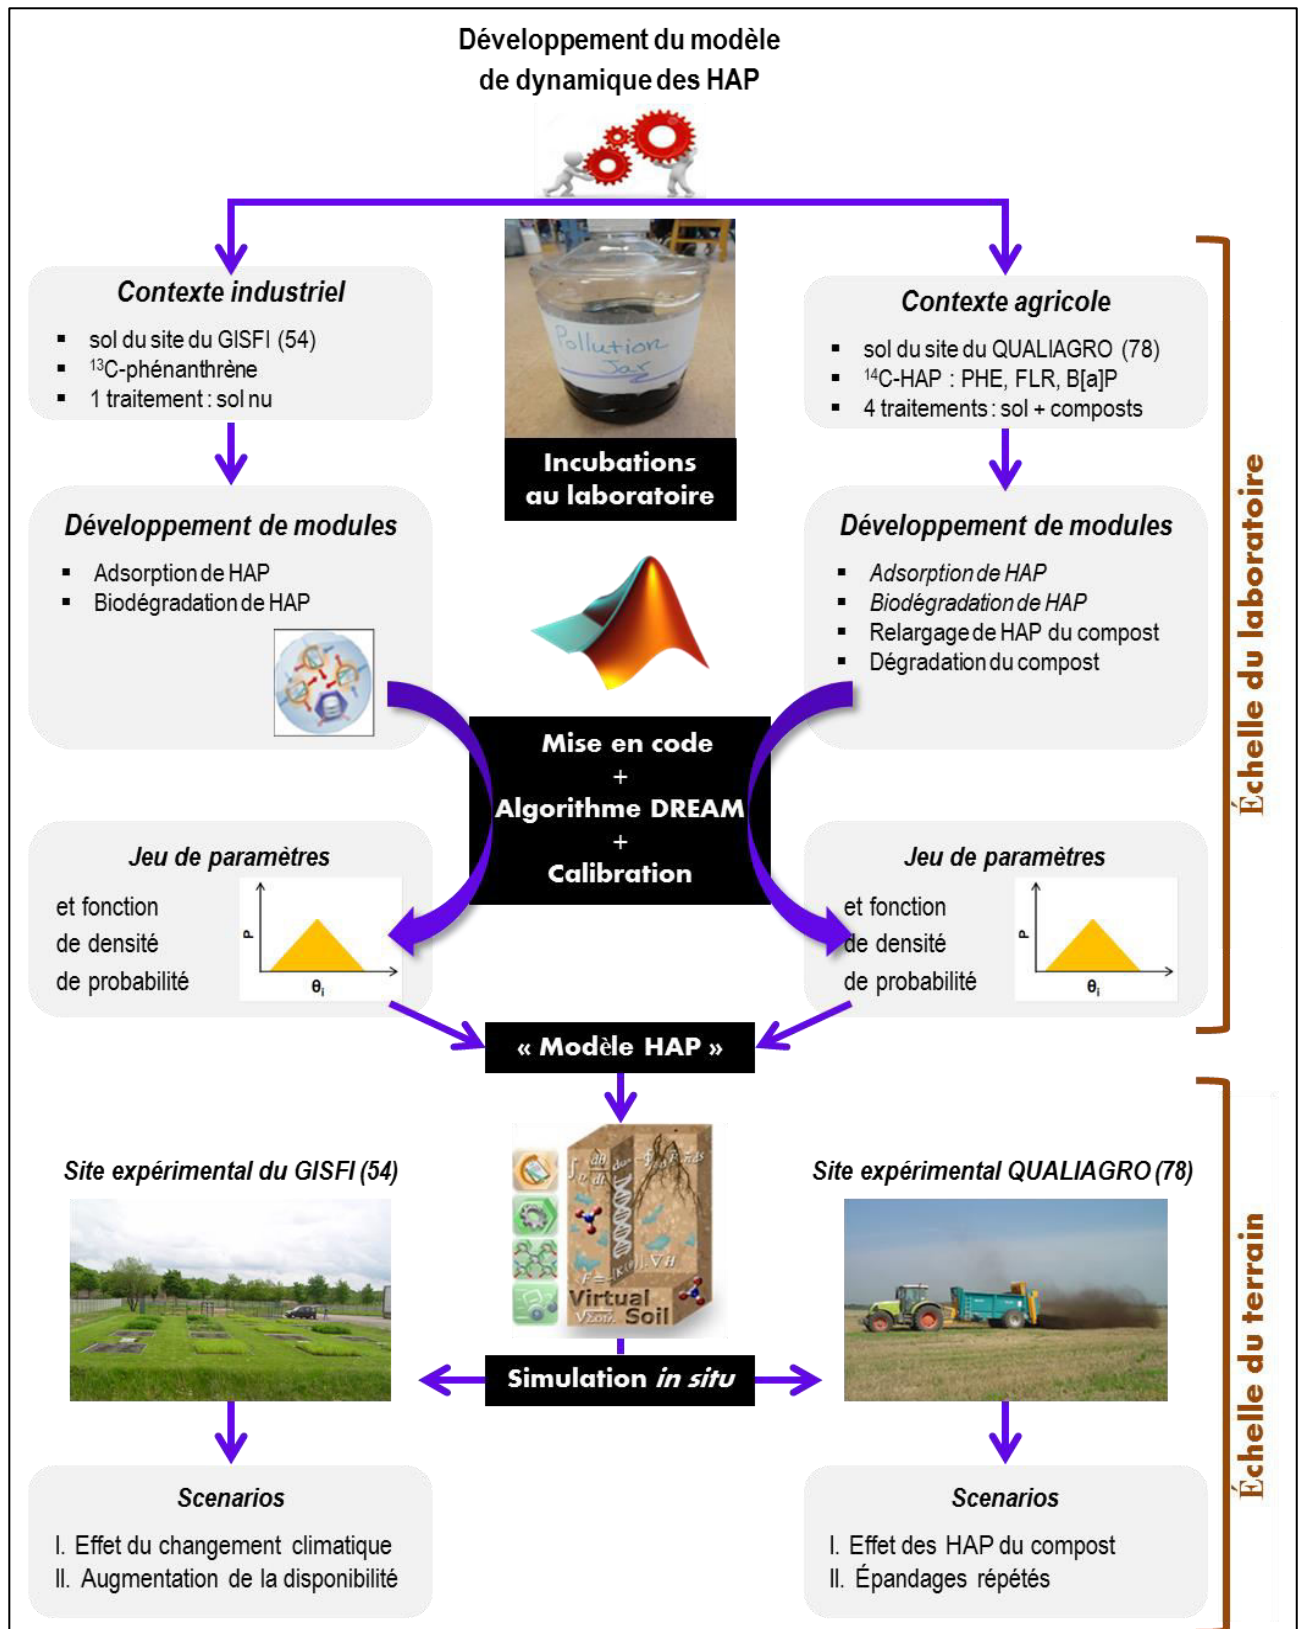 Développement du modèle
de dynamique des HAP
Contexte industriel
▪ sol du site du GISFI (54)
▪ ¹³C-phénanthrène
▪ 1 traitement : sol nu
Pollution
Jar
Incubations
au laboratoire
Contexte agricole
▪ sol du site du QUALIAGRO (78)
▪ ¹⁴C-HAP : PHE, FLR, B[a]P
▪ 4 traitements : sol + composts
Développement de modules
▪ Adsorption de HAP
▪ Biodégradation de HAP
Développement de modules
▪ Adsorption de HAP
▪ Biodégradation de HAP
▪ Relargage de HAP du compost
▪ Dégradation du compost
Mise en code
+
Algorithme DREAM
+
Calibration
Jeu de paramètres
et fonction
de densité
de probabilité
P
θi
Jeu de paramètres
et fonction
de densité
de probabilité
P
θi
Échelle du laboratoire
« Modèle HAP »
Site expérimental du GISFI (54)
Virtual
Soil
Site expérimental QUALIAGRO (78)
Simulation in situ
Échelle du terrain
Scenarios
I. Effet du changement climatique
II. Augmentation de la disponibilité
Scenarios
I. Effet des HAP du compost
II. Épandages répétés